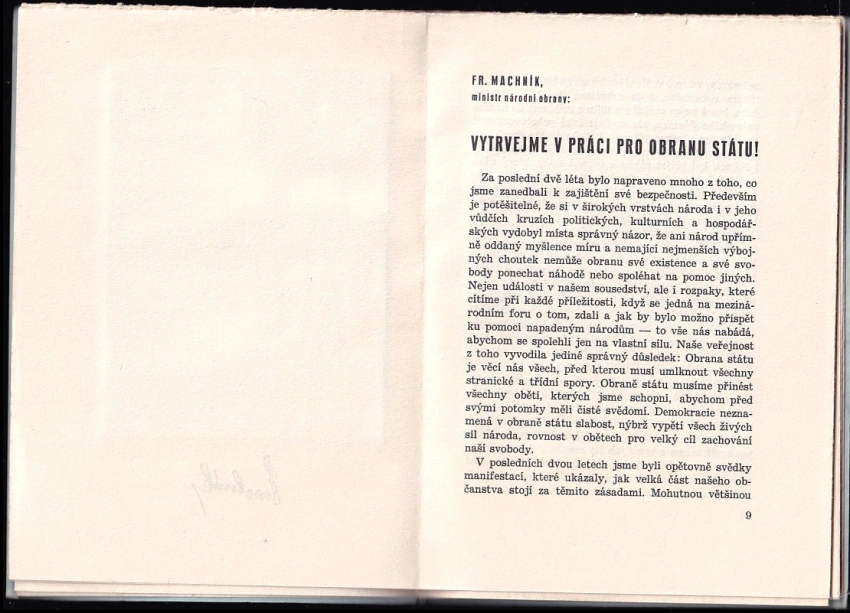 FR. MACHNÍK,
ministr národní obrany:
VYTRVEJME V PRÁCI PRO OBRANU STÁTU!
Za poslední dvě léta bylo napraveno mnoho z toho, co
jsme zanedbali k zajištění své bezpečnosti. Především
je potěšitelné, že si v širokých vrstvách národa i v jeho
vůdčích kruzích politických, kulturních a hospodář-
ských vydobyl místa správný názor, že ani národ upřím-
ně oddaný myšlence míru a nemající nejmenších výboj-
ných choutek nemůže obranu své existence a své svo-
body ponechat náhodě nebo spoléhat na pomoc jiných.
Nejen události v našem sousedství, ale i rozpaky, které
cítíme při každé příležitosti, když se jedná na meziná-
rodním foru o tom, zdali a jak by bylo možno přispět
ku pomoci napadeným národům — to vše nás nabádá,
abychom se spolehli jen na vlastní sílu. Naše veřejnost
z toho vyvodila jediné správný důsledek: Obrana státu
je věcí nás všech, před kterou musí umlknout všechny
stranické a třídní spory. Obraně státu musíme přinést
všechny oběti, kterých jsme schopni, abychom před
svými potomky měli čisté svědomí. Demokracie nezna-
mená v obraně státu slabost, nýbrž vypětí všech živých
sil národa, rovnost v obětech pro velký cíl zachování
naší svobody.
V posledních dvou letech jsme byli opětovně svědky
manifestací, které ukázaly, jak velká část našeho ob-
čanstva stojí za těmito zásadami. Mohutnou většinou
9